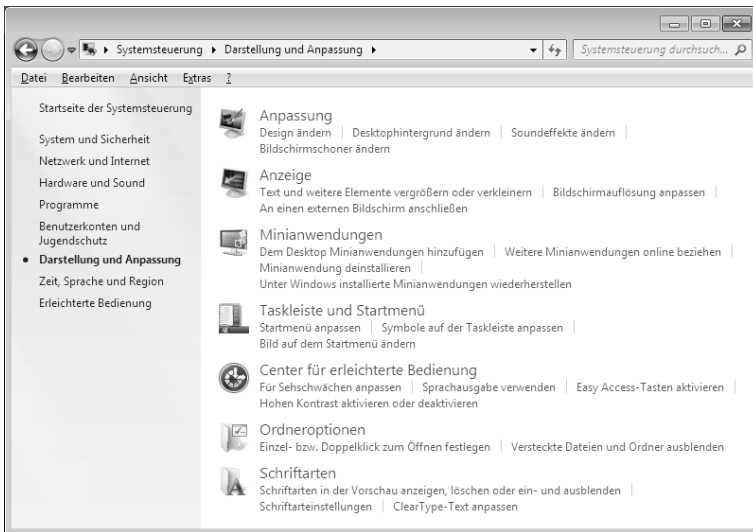 Systemsteuerung ▸ Darstellung und Anpassung ▸
Systemsteuerung durchsuch...
Datei Bearbeiten Ansicht Extras ?
Startseite der Systemsteuerung
System und Sicherheit
Netzwerk und Internet
Hardware und Sound
Programme
Benutzerkonten und
Jugendschutz
Darstellung und Anpassung
Zeit, Sprache und Region
Erleichterte Bedienung
Anpassung
Design ändern | Desktophintergrund ändern | Soundeffekte ändern |
Bildschirmschoner ändern
Anzeige
Text und weitere Elemente vergrößern oder verkleinern | Bildschirmauflösung anpassen |
An einen externen Bildschirm anschließen
Minianwendungen
Dem Desktop Minianwendungen hinzufügen | Weitere Minianwendungen online beziehen |
Minianwendung deinstallieren |
Unter Windows installierte Minianwendungen wiederherstellen
Taskleiste und Startmenü
Startmenü anpassen | Symbole auf der Taskleiste anpassen |
Bild auf dem Startmenü ändern
Center für erleichterte Bedienung
Für Sehschwächen anpassen | Sprachausgabe verwenden | Easy Access-Tasten aktivieren |
Hohen Kontrast aktivieren oder deaktivieren
Ordneroptionen
Einzel- bzw. Doppelklick zum Öffnen festlegen | Versteckte Dateien und Ordner ausblenden
Schriftarten
Schriftarten in der Vorschau anzeigen, löschen oder ein- und ausblenden |
Schriftarteinstellungen | ClearType-Text anpassen